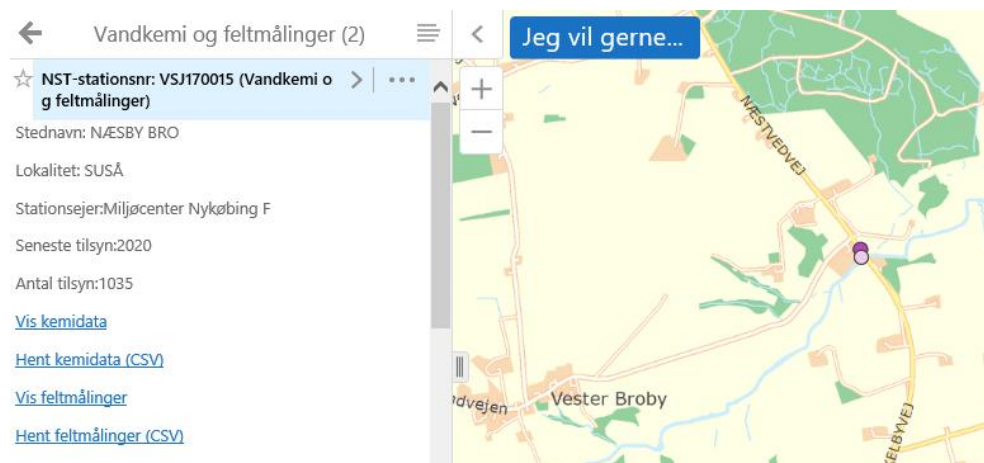 Vandkemi og feltmålinger (2)
NST-stationsnr: VSJ170015 (Vandkemi o
g feltmålinger)
Stednavn: NÆSBY BRO
Lokalitet: SUSÅ
Stationsejer:Miljøcenter Nykøbing F
Seneste tilsyn:2020
Antal tilsyn:1035
Vis kemidata
Hent kemidata (CSV)
Vis feltmålinger
Hent feltmålinger (CSV)
Jeg vil gerne...
NÆSTVEDVEJ
Vester Broby
ndvejen
KELBYVEJ